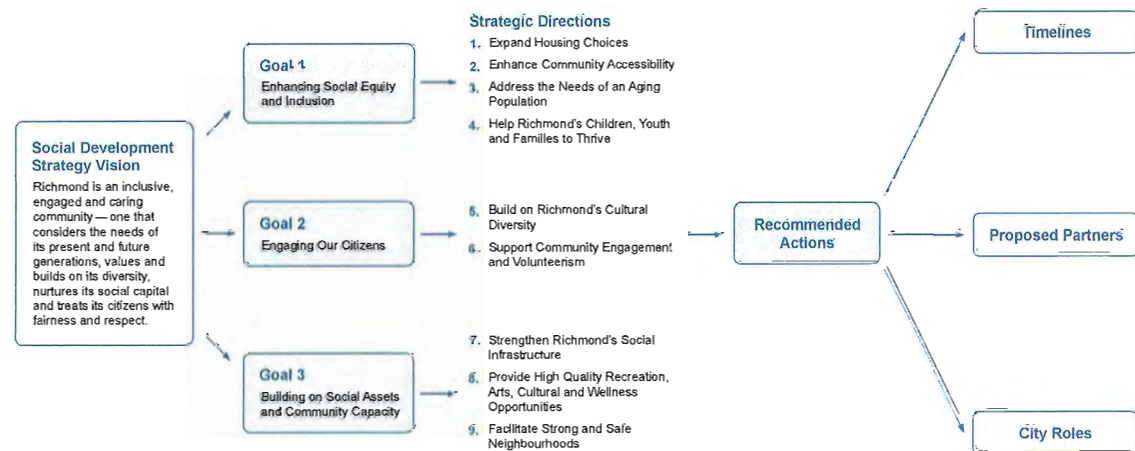 Social Development
Strategy Vision
Richmond is an inclusive,
engaged and caring
community — one that
considers the needs of
its present and future
generations, values and
builds on its diversity,
nurtures its social capital
and treats its citizens with
fairness and respect.
Goal 1
Enhancing Social Equity
and Inclusion
Goal 2
Engaging Our Citizens
Goal 3
Building on Social Assets
and Community Capacity
Strategic Directions
1. Expand Housing Choices
2. Enhance Community Accessibility
3. Address the Needs of an Aging
Population
4. Help Richmond's Children, Youth
and Families to Thrive
5. Build on Richmond's Cultural
Diversity
6. Support Community Engagement
and Volunteerism
7. Strengthen Richmond's Social
Infrastructure
8. Provide High Quality Recreation,
Arts, Cultural and Wellness
Opportunities
9. Facilitate Strong and Safe
Neighbourhoods
Recommended
Actions
Timelines
Proposed Partners
City Roles